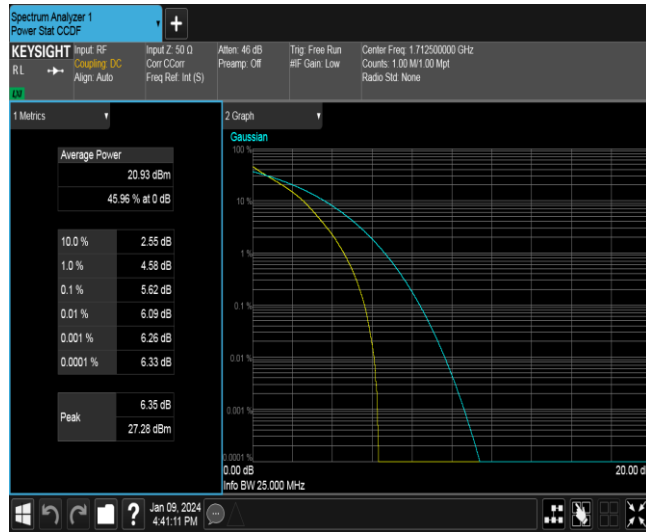 Spectrum Analyzer 1
Power Stat CCDF
KEYSIGHT
RL
LXI
Input: RF
Coupling: DC
Align: Auto
Input Z: 50 Ω
Corr CCorr
Freq Ref: Int (S)
Atten: 46 dB
Preamp: Off
Trig: Free Run
#IF Gain: Low
Center Freq: 1.712500000 GHz
Counts: 1.00 M/1.00 Mpt
Radio Std: None
1 Metrics
Average Power
20.93 dBm
45.96 % at 0 dB
10.0 % 2.55 dB
1.0 % 4.58 dB
0.1 % 5.62 dB
0.01 % 6.09 dB
0.001 % 6.26 dB
0.0001 % 6.33 dB
Peak
6.35 dB
27.28 dBm
2 Graph
Gaussian
100 %
10 %
1 %
0.1 %
0.01 %
0.001 %
0.0001 %
0.00 dB
20.00 d
Info BW 25.000 MHz
?
Jan 09, 2024
4:41:11 PM